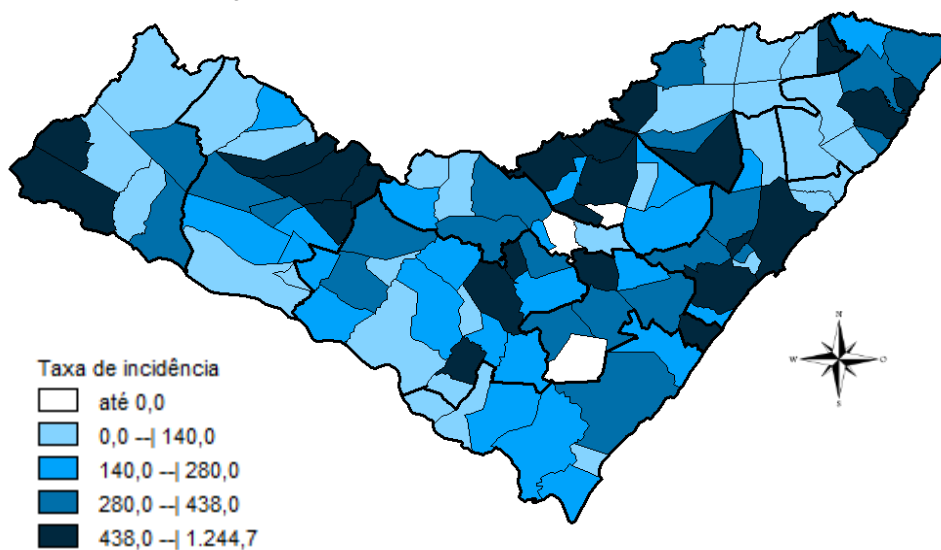 Taxa de incidência
até 0,0
0,0 --| 140,0
140,0 --| 280,0
280,0 --| 438,0
438,0 --| 1.244,7
N
W
O
S